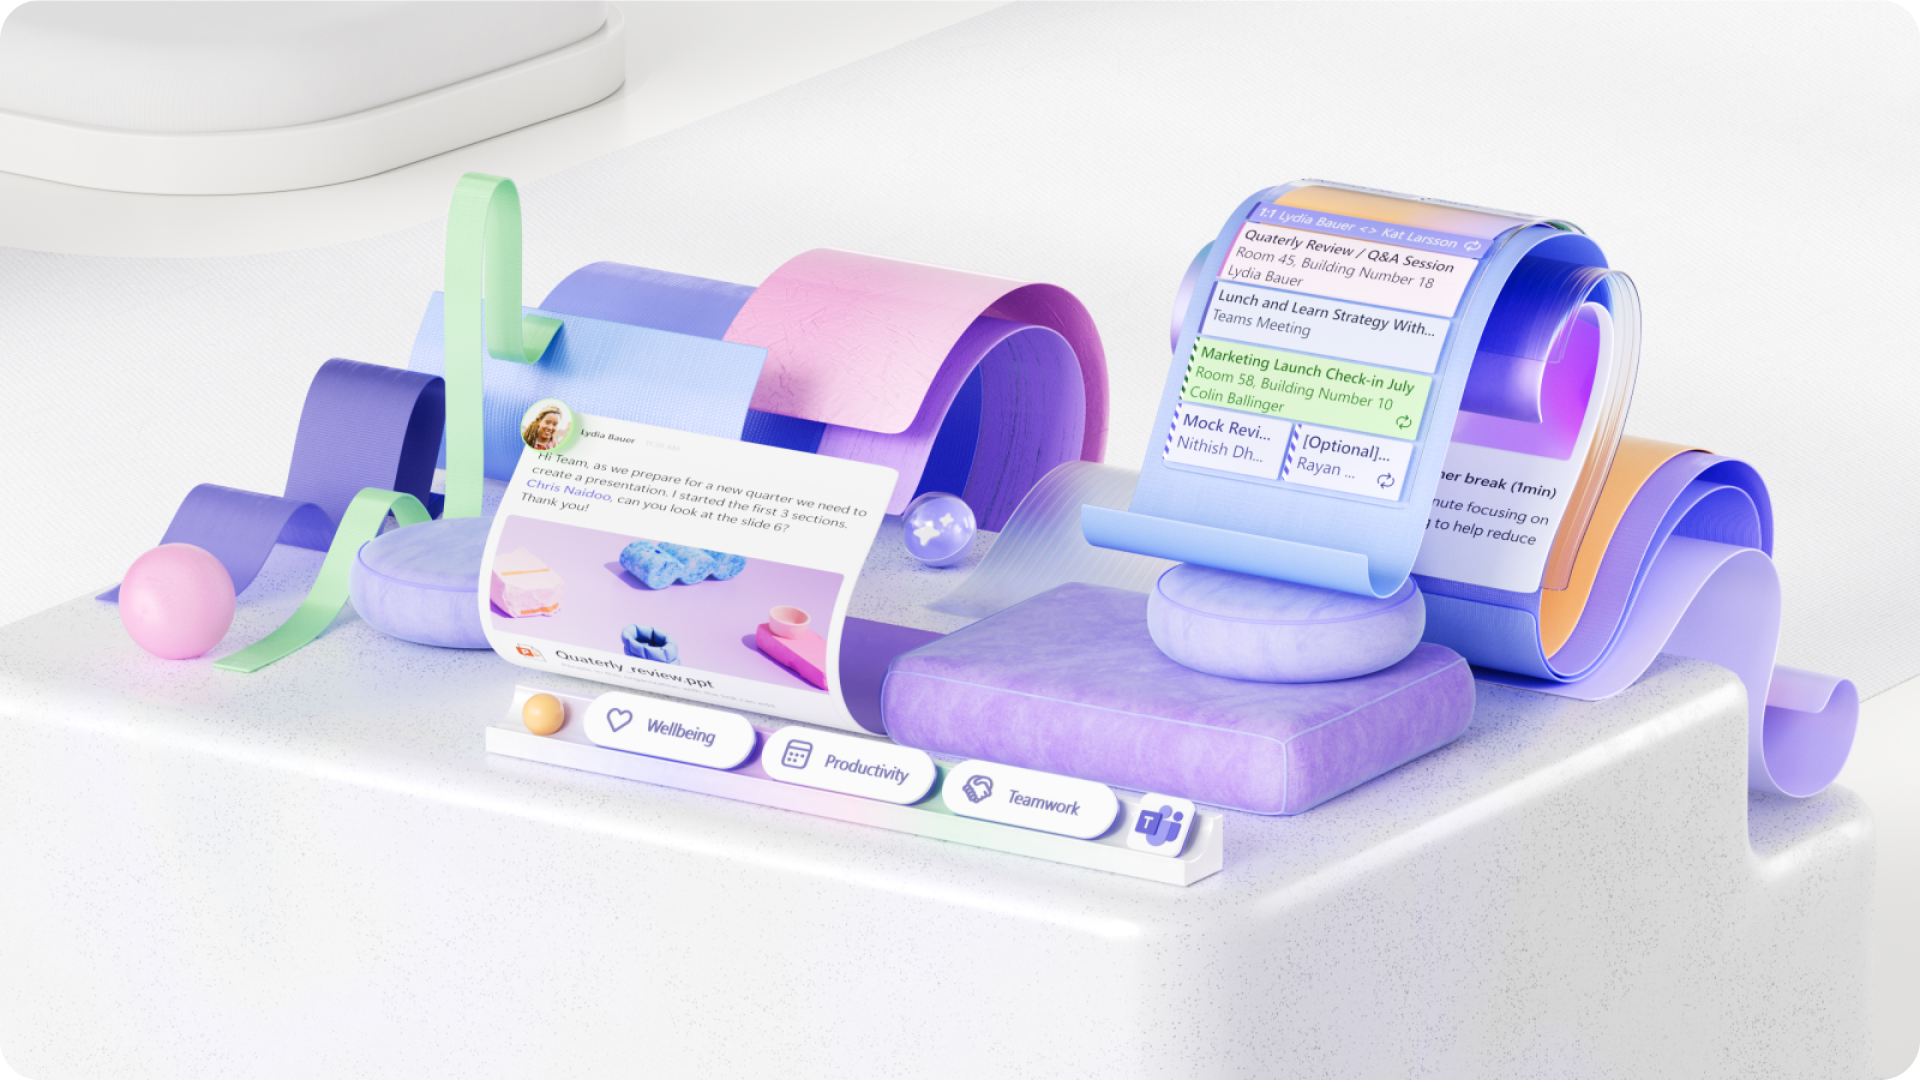 Lydia Bauer
Hi Team, as we prepare for a new quarter we need to
create a presentation. I started the first 3 sections.
Chris Naidoo, can you look at the slide 6?
Thank you!
Quaterly_review.ppt
Wellbeing
Productivity
Teamwork
T
1:1 Lydia Bauer <> Kat Larsson
Quaterly Review / Q&A Session
Room 45, Building Number 18
Lydia Bauer
Lunch and Learn Strategy With...
Teams Meeting
Marketing Launch Check-in July
Room 58, Building Number 10
Colin Ballinger
Mock Revi...
Nithish Dh...
[Optional]...
Rayan ...
break (1min)
focusing on
to help reduce